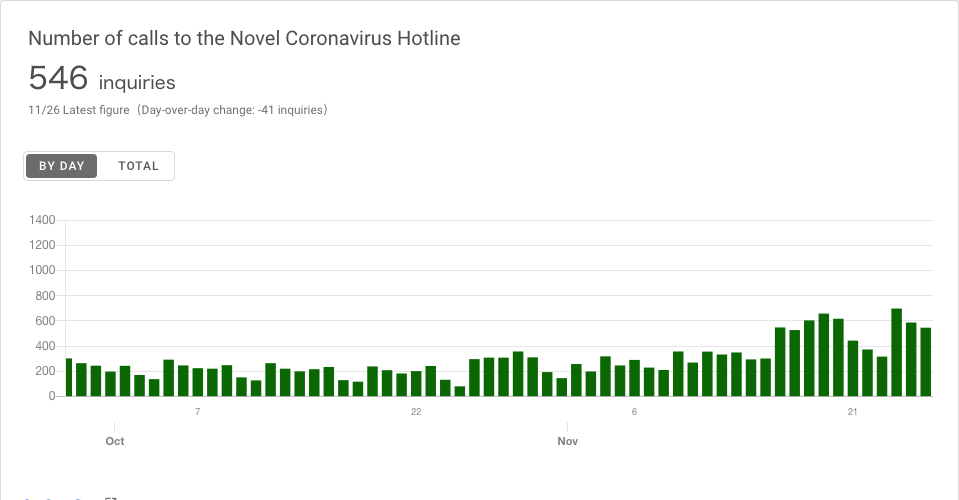 Number of calls to the Novel Coronavirus Hotline
546 inquiries
11/26 Latest figure（Day-over-day change: -41 inquiries）
BY DAY TOTAL
1400
1200
1000
800
600
400
200
0
7 22 6 21
Oct Nov